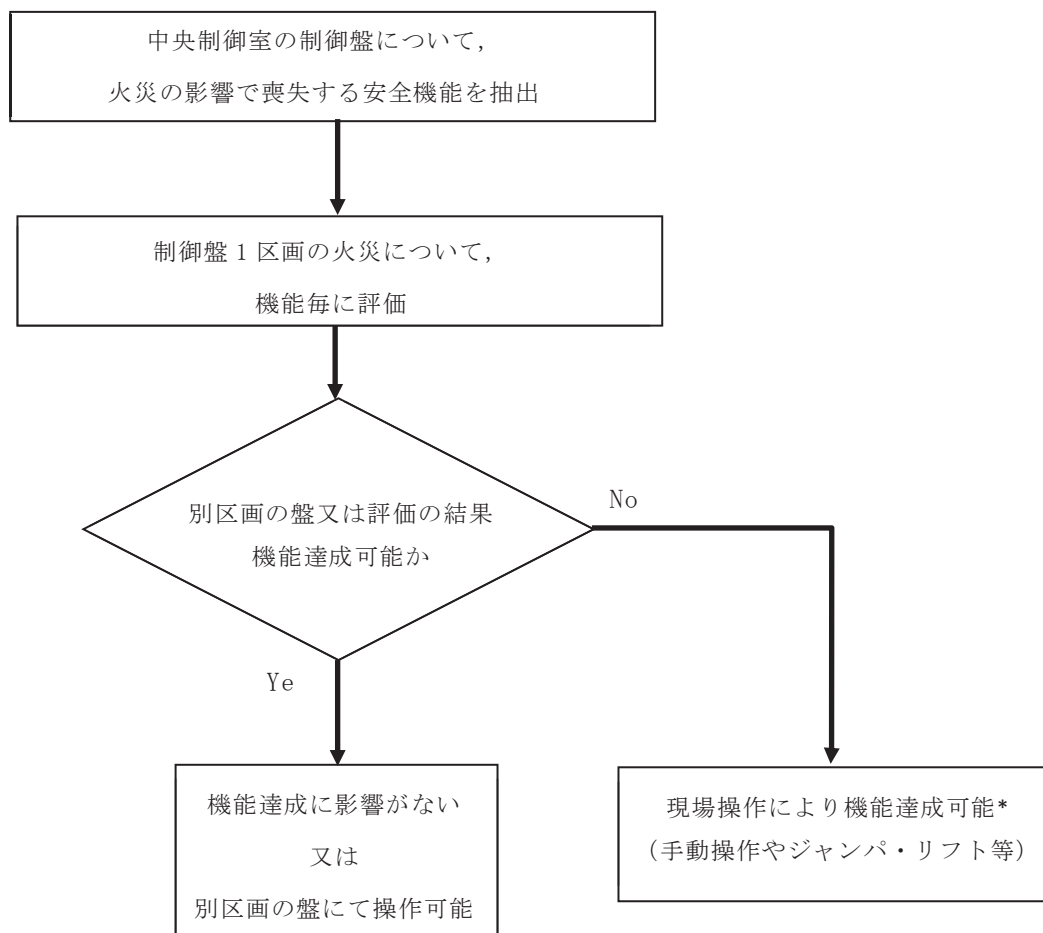 中央制御室の制御盤について,
火災の影響で喪失する安全機能を抽出
制御盤 1 区画の火災について,
機能毎に評価
別区画の盤又は評価の結果
機能達成可能か
No
Ye
機能達成に影響がない
又は
別区画の盤にて操作可能
現場操作により機能達成可能*
（手動操作やジャンパ・リフト等）